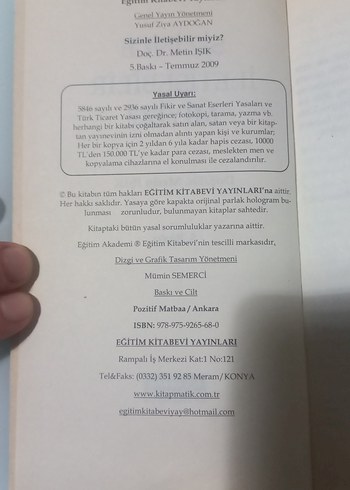 Eğitim Kitabevi Yayınları
Genel Yayın Yönetmeni
Yusuf Ziya AYDOĞAN
Sizinle İletişebilir miyiz?
Doç. Dr. Metin IŞIK
5.Baskı – Temmuz 2009
Yasal Uyarı:
5846 sayılı ve 2936 sayılı Fikir ve Sanat Eserleri Yasaları ve
Türk Ticaret Yasası gereğince; fotokopi, tarama, yazma vb.
herhangi bir kitabı çoğaltarak satın alan, satan veya bir kitap-
tan yayınevinin izni olmadan alıntı yapan kişi ve kurumlar;
Her bir kopya için 2 yıldan 6 yıla kadar hapis cezası, 10000
TL'den 150.000 TL'ye kadar para cezası, meslekten men ve
kopyalama cihazlarına el konulması ile cezalandırılır.
© Bu kitabın tüm hakları EĞİTİM KİTABEVİ YAYINLARI'na aittir.
Her hakkı saklıdır. Yasaya göre kapakta orijinal parlak hologram bu-
lunması zorunludur, bulunmayan kitaplar sahtedir.
Kitaptaki bütün yasal sorumluluklar yazarına aittir.
Eğitim Akademi ® Eğitim Kitabevi'nin tescilli markasıdır,
Dizgi ve Grafik Tasarım Yönetmeni
Mümin SEMERCİ
Baskı ve Cilt
Pozitif Matbaa / Ankara
ISBN: 978-975-9265-68-0
EĞİTİM KİTABEVİ YAYINLARI
Rampalı İş Merkezi Kat:1 No:121
Tel&Faks: (0332) 351 92 85 Meram/KONYA
www.kitapmatik.com.tr
egitimkitabeviyay@hotmail.com